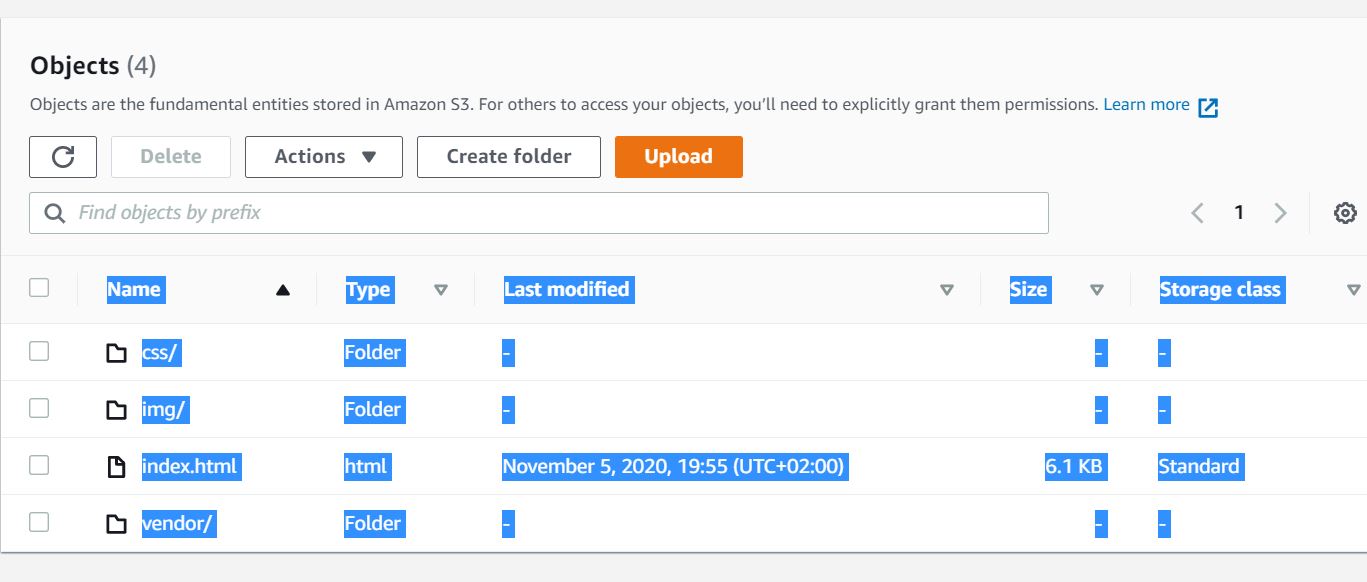 Objects (4)
Objects are the fundamental entities stored in Amazon S3. For others to access your objects, you’ll need to explicitly grant them permissions. Learn more
Delete Actions Create folder Upload
Find objects by prefix 1
Name Type Last modified Size Storage class
css/ Folder - - -
img/ Folder - - -
index.html html November 5, 2020, 19:55 (UTC+02:00) 6.1 KB Standard
vendor/ Folder - - -